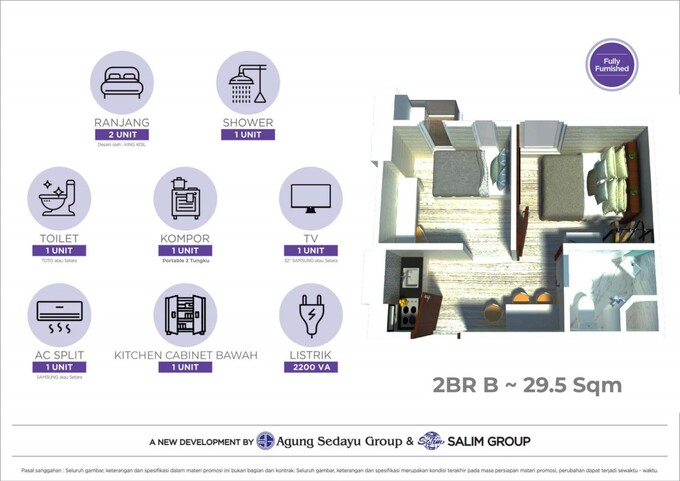 Fully
Furnished
RANJANG
2 UNIT
Desain oleh : KING KOIL
SHOWER
1 UNIT
TOILET
1 UNIT
TOTO atau Setara
KOMPOR
1 UNIT
Portable 2 Tungku
TV
1 UNIT
32" SAMSUNG atau Setara
AC SPLIT
1 UNIT
SAMSUNG atau Setara
KITCHEN CABINET BAWAH
1 UNIT
LISTRIK
2200 VA
2BR B ~ 29.5 Sqm
A NEW DEVELOPMENT BY Agung Sedayu Group & Salim SALIM GROUP
Pasal sanggahan : Seluruh gambar, keterangan dan spesifikasi dalam materi promosi ini bukan bagian dari kontrak. Seluruh gambar, keterangan dan spesifikasi merupakan kondisi terakhir pada masa persiapan materi promosi, perubahan dapat terjadi sewaktu - waktu.